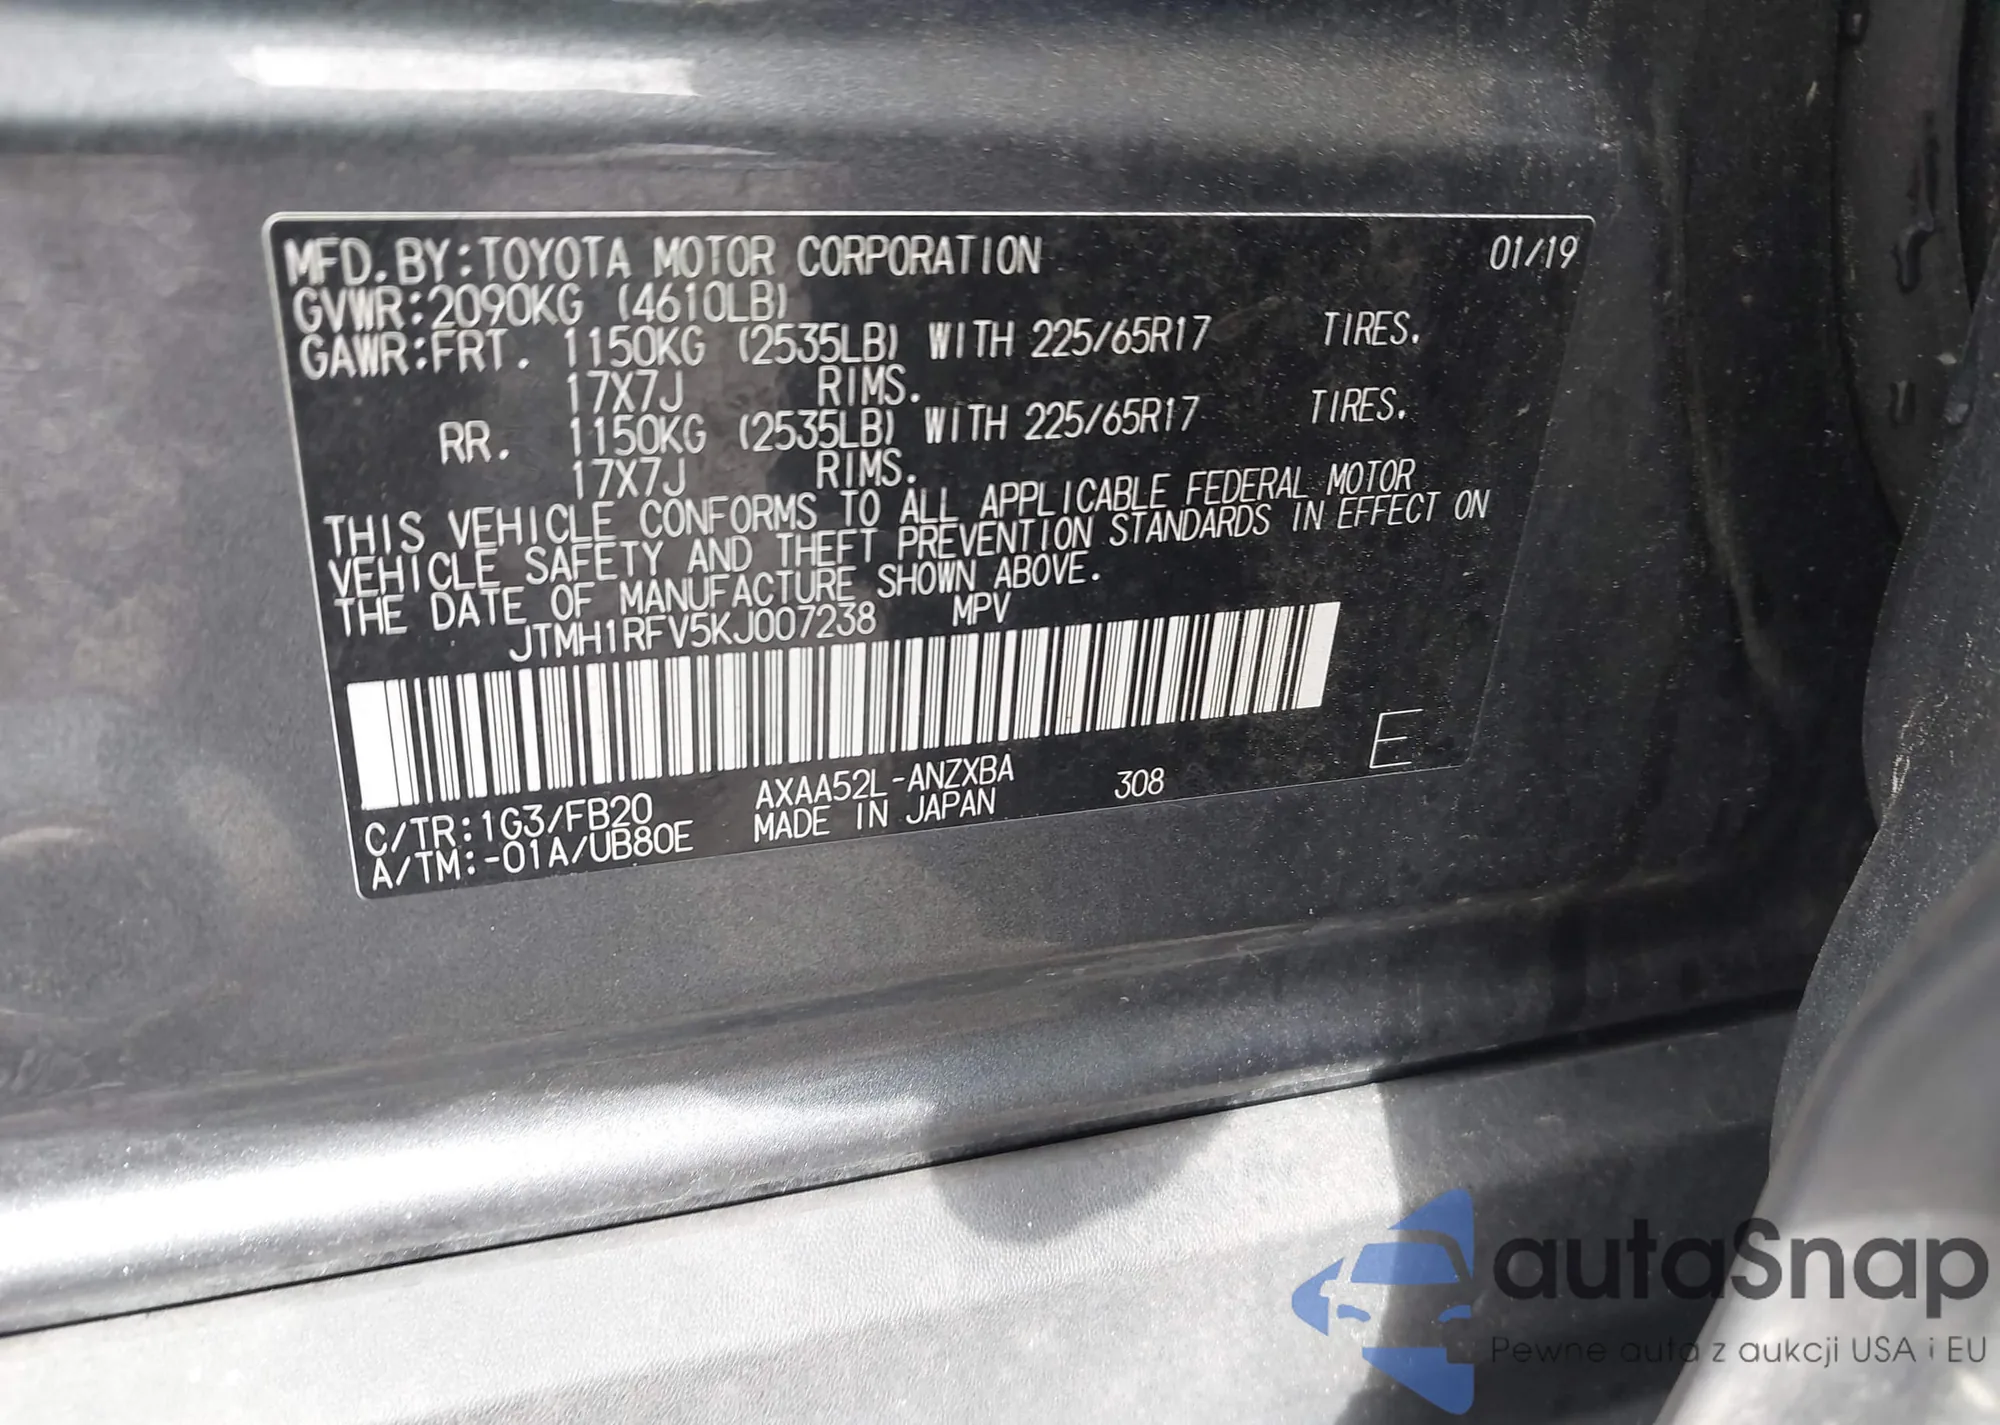 MFD.BY:TOYOTA MOTOR CORPORATION 01/19
GVWR:2090KG (4610LB)
GAWR:FRT. 1150KG (2535LB) WITH 225/65R17 TIRES.
17X7J RIMS.
RR. 1150KG (2535LB) WITH 225/65R17 TIRES.
17X7J RIMS.
THIS VEHICLE CONFORMS TO ALL APPLICABLE FEDERAL MOTOR
VEHICLE SAFETY AND THEFT PREVENTION STANDARDS IN EFFECT ON
THE DATE OF MANUFACTURE SHOWN ABOVE.
JTMH1RFV5KJ007238 MPV
E
C/TR:1G3/FB20 AXAA52L-ANZXBA 308
A/TM:-01A/UB80E MADE IN JAPAN
autaSnap
Pewne auta z aukcji USA i EU